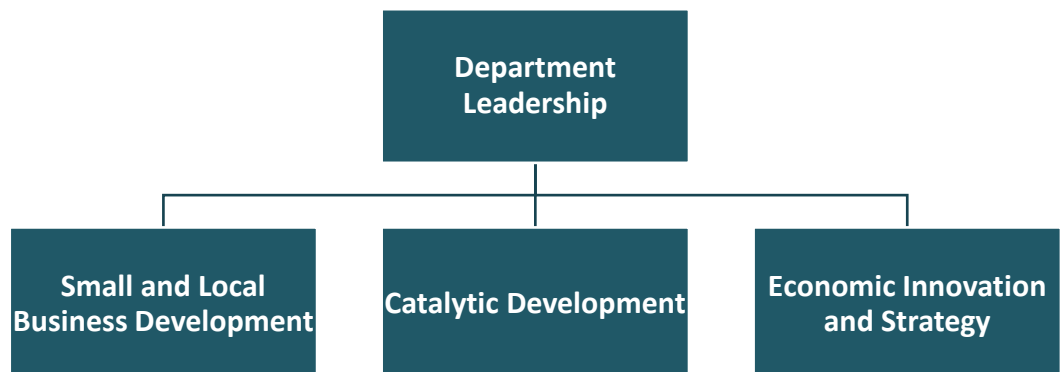 Department
Leadership
Small and Local
Business Development
Catalytic Development
Economic Innovation
and Strategy